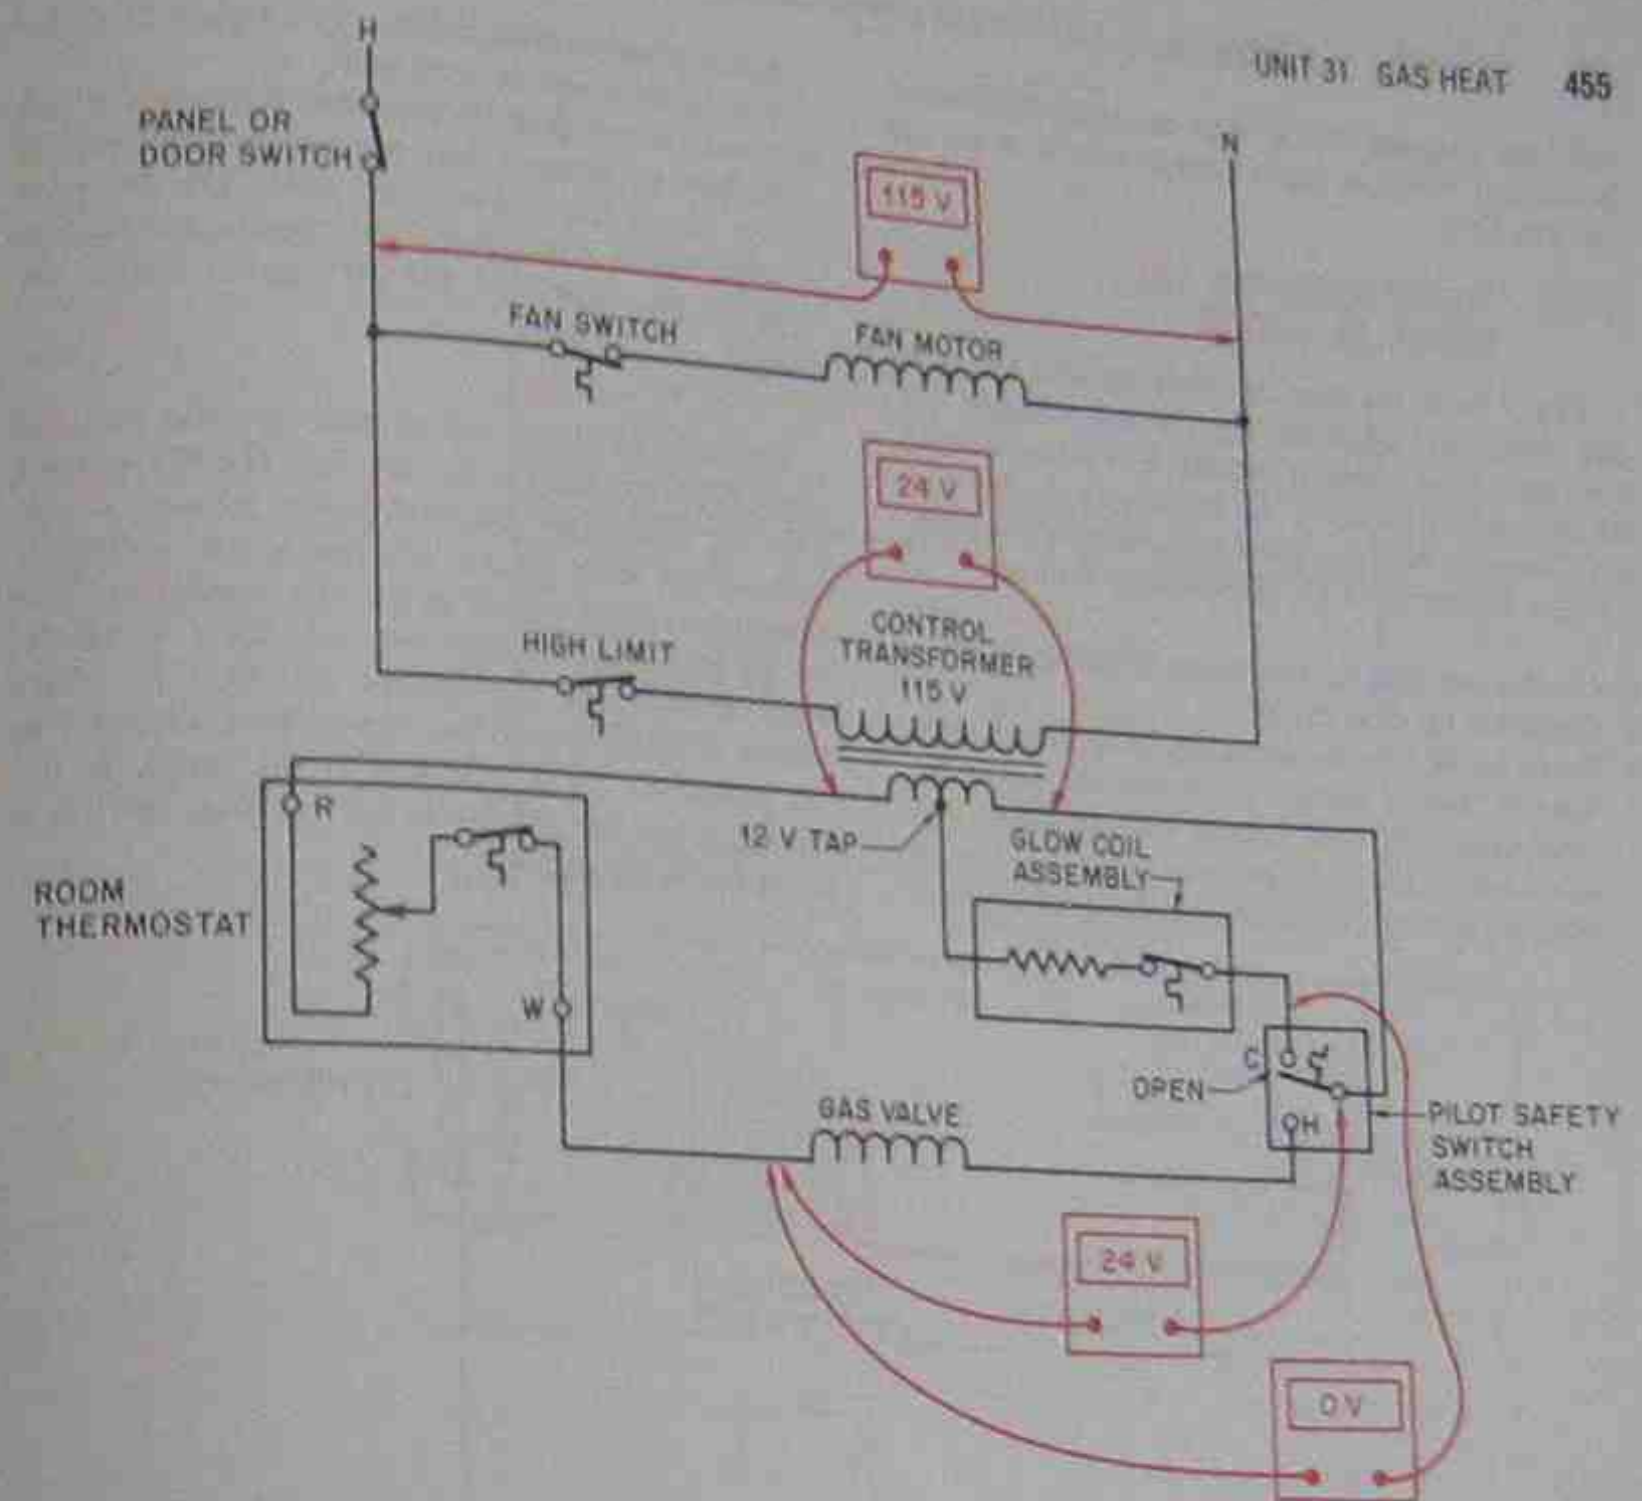 H
UNIT 31 GAS HEAT 455
PANEL OR
DOOR SWITCH
N
115 V
FAN SWITCH
FAN MOTOR
24 V
CONTROL
TRANSFORMER
115 V
HIGH LIMIT
R
12 V TAP
GLOW COIL
ASSEMBLY
ROOM
THERMOSTAT
W
C
OPEN
GAS VALVE
H
PILOT SAFETY
SWITCH
ASSEMBLY
24 V
0 V